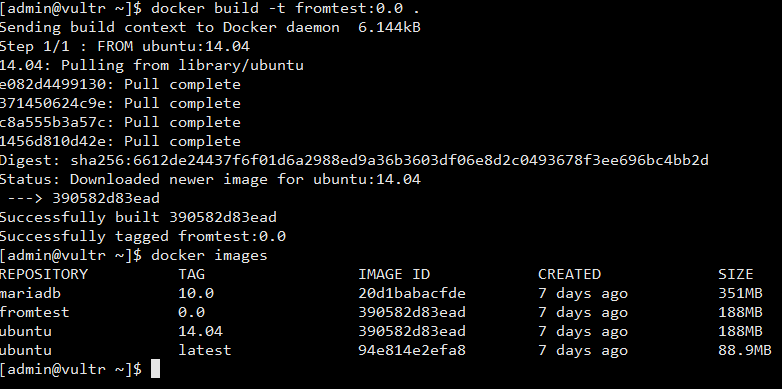 [admin@vultr ~]$ docker build -t fromtest:0.0 .
Sending build context to Docker daemon  6.144kB
Step 1/1 : FROM ubuntu:14.04
14.04: Pulling from library/ubuntu
e082d4499130: Pull complete
371450624c9e: Pull complete
c8a555b3a57c: Pull complete
1456d810d42e: Pull complete
Digest: sha256:6612de24437f6f01d6a2988ed9a36b3603df06e8d2c0493678f3ee696bc4bb2d
Status: Downloaded newer image for ubuntu:14.04
 ---> 390582d83ead
Successfully built 390582d83ead
Successfully tagged fromtest:0.0
[admin@vultr ~]$ docker images
REPOSITORY          TAG                 IMAGE ID            CREATED             SIZE
mariadb             10.0                20d1babacfde        7 days ago          351MB
fromtest            0.0                 390582d83ead        7 days ago          188MB
ubuntu              14.04               390582d83ead        7 days ago          188MB
ubuntu              latest              94e814e2efa8        7 days ago          88.9MB
[admin@vultr ~]$